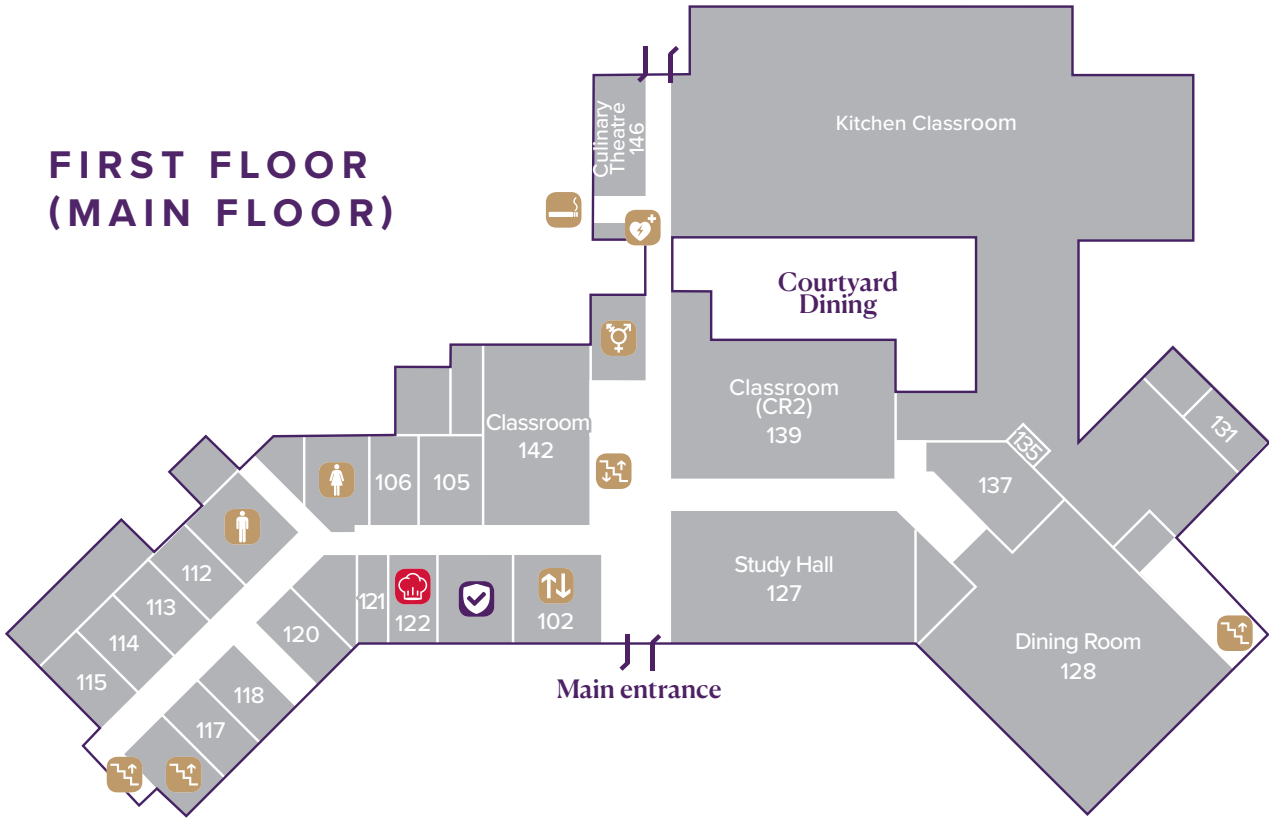 FIRST FLOOR
(MAIN FLOOR)
Culinary
Theatre
146
Kitchen Classroom
Courtyard
Dining
Classroom
(CR2)
139
Classroom
142
106
105
131
135
137
112
113
114
115
121
122
102
120
118
117
Study Hall
127
Dining Room
128
Main entrance